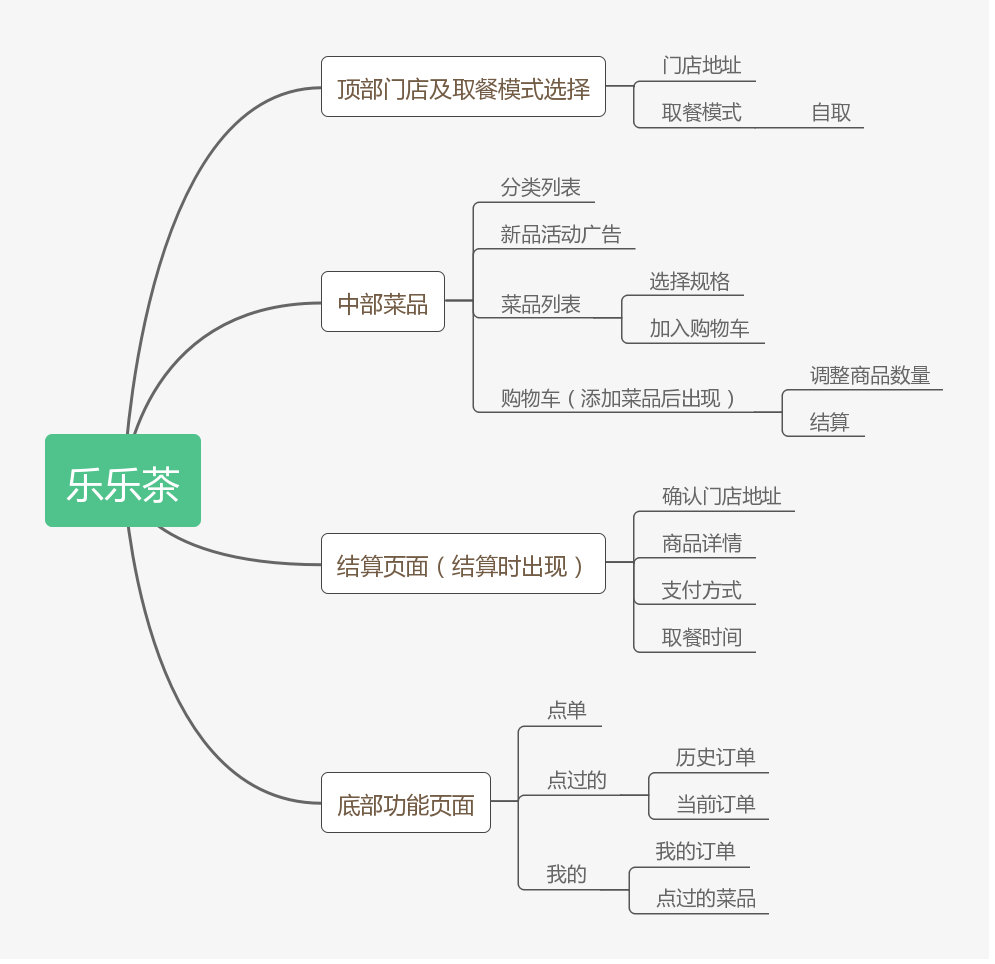 乐乐茶
顶部门店及取餐模式选择
门店地址
取餐模式
自取
中部菜品
分类列表
新品活动广告
菜品列表
选择规格
加入购物车
购物车（添加菜品后出现）
调整商品数量
结算
结算页面（结算时出现）
确认门店地址
商品详情
支付方式
取餐时间
底部功能页面
点单
点过的
历史订单
当前订单
我的
我的订单
点过的菜品